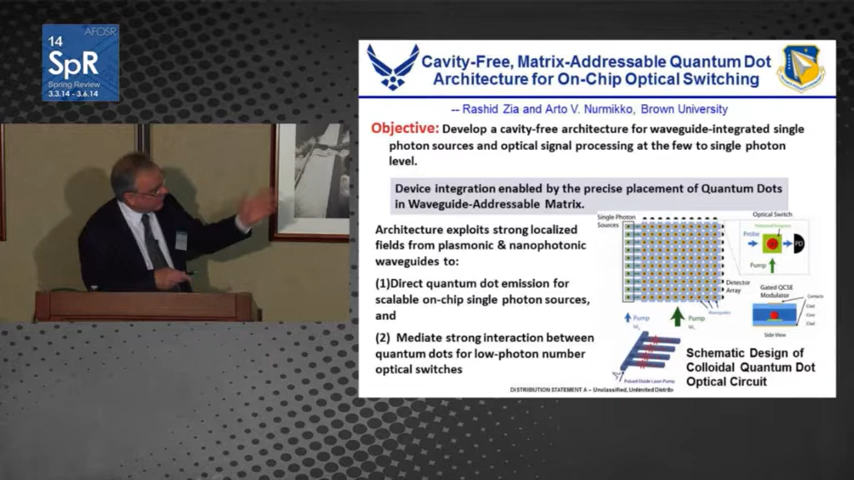 AFOSR
14
SpR
Spring Review
3.3.14 - 3.6.14
Cavity-Free, Matrix-Addressable Quantum Dot
Architecture for On-Chip Optical Switching
-- Rashid Zia and Arto V. Nurmikko, Brown University
Objective: Develop a cavity-free architecture for waveguide-integrated single
photon sources and optical signal processing at the few to single photon
level.
Device integration enabled by the precise placement of Quantum Dots
in Waveguide-Addressable Matrix.
Architecture exploits strong localized
fields from plasmonic & nanophotonic
waveguides to:
(1)Direct quantum dot emission for
scalable on-chip single photon sources,
and
(2) Mediate strong interaction between
quantum dots for low-photon number
optical switches
Single Photon
Sources
Optical Switch
Probe
PD
Pump
Detector
Array
Gated QCSE
Modulator
Contacts
Side View
Pump
Pump
Schematic Design of
Colloidal Quantum Dot
Optical Circuit
DISTRIBUTION STATEMENT A – Unclassified, Unlimited Distrib